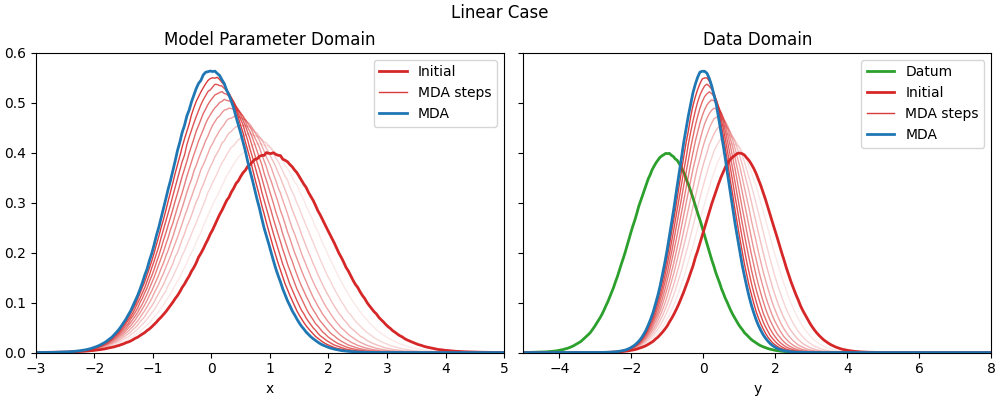 Linear Case
Model Parameter Domain
0.6
0.5
0.4
0.3
0.2
0.1
0.0
Initial
MDA steps
MDA
−3 −2 −1 0 1 2 3 4 5
x
Data Domain
Datum
Initial
MDA steps
MDA
−4 −2 0 2 4 6 8
y